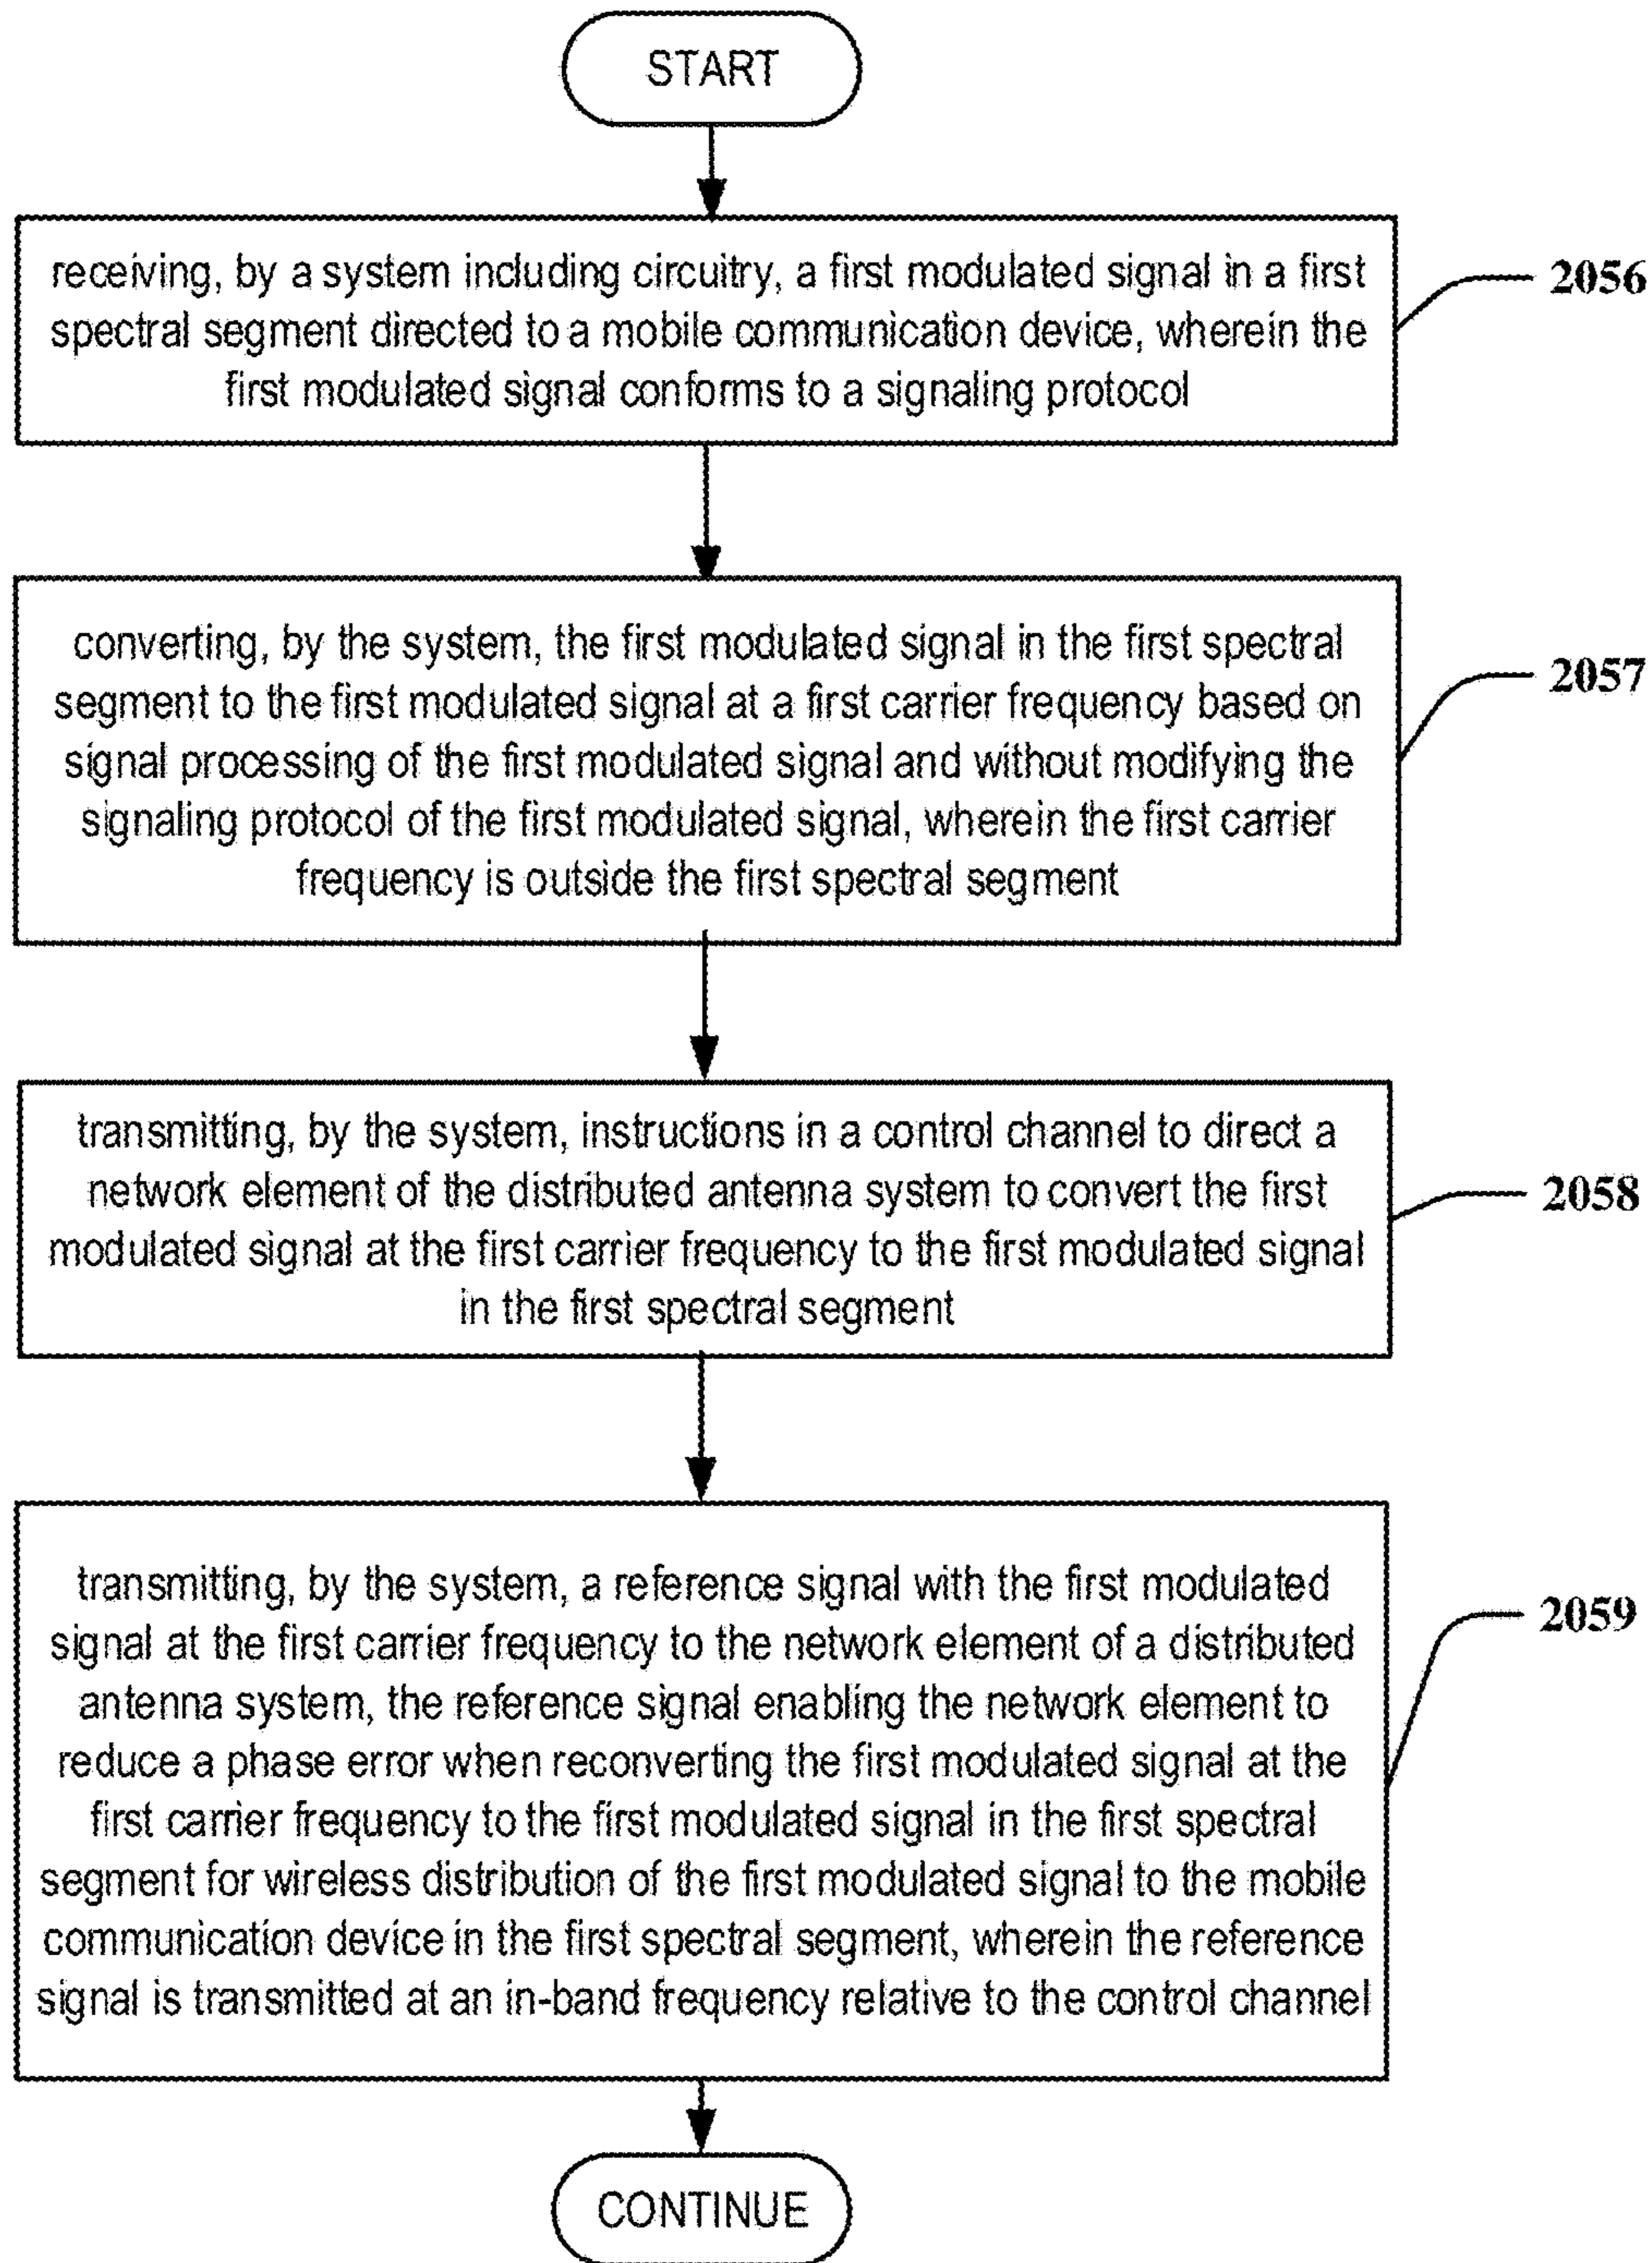 START
receiving, by a system including circuitry, a first modulated signal in a first
spectral segment directed to a mobile communication device, wherein the
first modulated signal conforms to a signaling protocol
2056
converting, by the system, the first modulated signal in the first spectral
segment to the first modulated signal at a first carrier frequency based on
signal processing of the first modulated signal and without modifying the
signaling protocol of the first modulated signal, wherein the first carrier
frequency is outside the first spectral segment
2057
transmitting, by the system, instructions in a control channel to direct a
network element of the distributed antenna system to convert the first
modulated signal at the first carrier frequency to the first modulated signal
in the first spectral segment
2058
transmitting, by the system, a reference signal with the first modulated
signal at the first carrier frequency to the network element of a distributed
antenna system, the reference signal enabling the network element to
reduce a phase error when reconverting the first modulated signal at the
first carrier frequency to the first modulated signal in the first spectral
segment for wireless distribution of the first modulated signal to the mobile
communication device in the first spectral segment, wherein the reference
signal is transmitted at an in-band frequency relative to the control channel
2059
CONTINUE